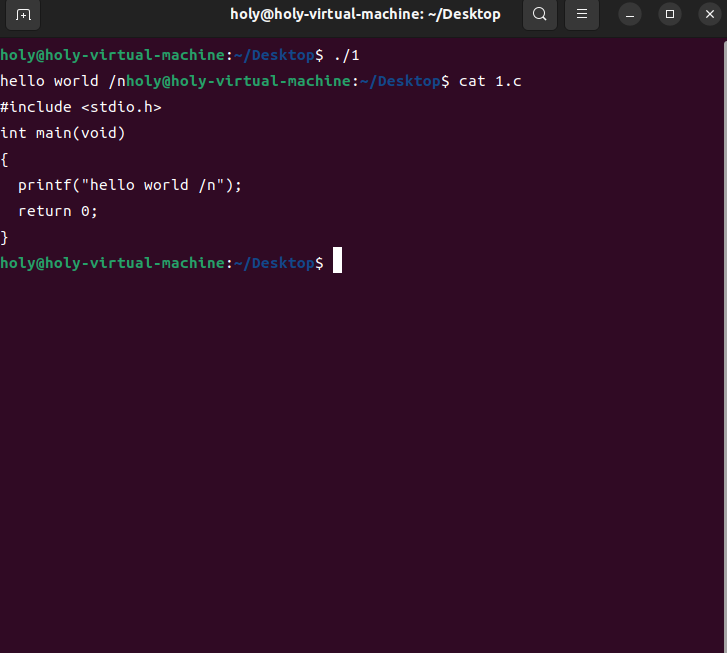 holy@holy-virtual-machine: ~/Desktop
holy@holy-virtual-machine:~/Desktop$ ./1
hello world /nholy@holy-virtual-machine:~/Desktop$ cat 1.c
#include <stdio.h>
int main(void)
{
  printf("hello world /n");
  return 0;
}
holy@holy-virtual-machine:~/Desktop$